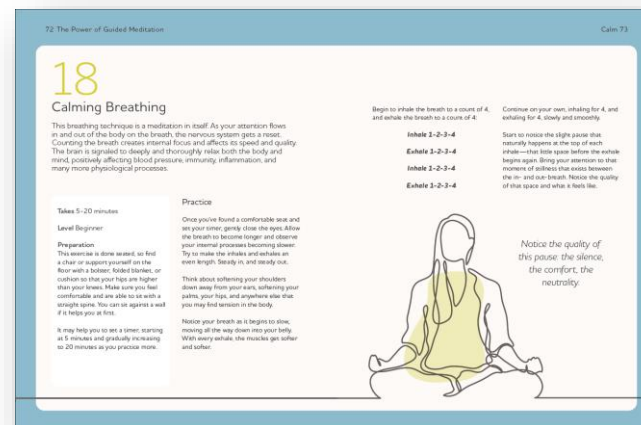 72 The Power of Guided Meditation
Calm 73
18
Calming Breathing
This breathing technique is a meditation in itself. As your attention flows
in and out of the body on the breath, the nervous system gets a reset.
Counting the breath creates internal focus and affects its speed and quality.
The brain is signaled to deeply and thoroughly relax both the body and
mind, positively affecting blood pressure, immunity, inflammation, and
many more physiological processes.
Takes 5-20 minutes
Level Beginner
Preparation
This exercise is done seated, so find
a chair or support yourself on the
floor with a bolster, folded blanket, or
cushion so that your hips are higher
than your knees. Make sure you feel
comfortable and are able to sit with a
straight spine. You can sit against a wall
if it helps you at first.
It may help you to set a timer, starting
at 5 minutes and gradually increasing
to 20 minutes as you practice more.
Practice
Once you've found a comfortable seat and
set your timer, gently close the eyes. Allow
the breath to become longer and observe
your internal processes becoming slower.
Try to make the inhales and exhales an
even length. Steady in, and steady out.
Think about softening your shoulders
down away from your ears, softening your
palms, your hips, and anywhere else that
you may find tension in the body.
Notice your breath as it begins to slow,
moving all the way down into your belly.
With every exhale, the muscles get softer
and softer.
Begin to inhale the breath to a count of 4,
and exhale the breath to a count of 4:
Inhale 1-2-3-4
Exhale 1-2-3-4
Inhale 1-2-3-4
Exhale 1-2-3-4
Continue on your own, inhaling for 4, and
exhaling for 4, slowly and smoothly.
Start to notice the slight pause that
naturally happens at the top of each
inhale—that little space before the exhale
begins again. Bring your attention to that
moment of stillness that exists between
the in- and out-breath. Notice the quality
of that space and what it feels like.
Notice the quality of
this pause: the silence,
the comfort, the
neutrality.